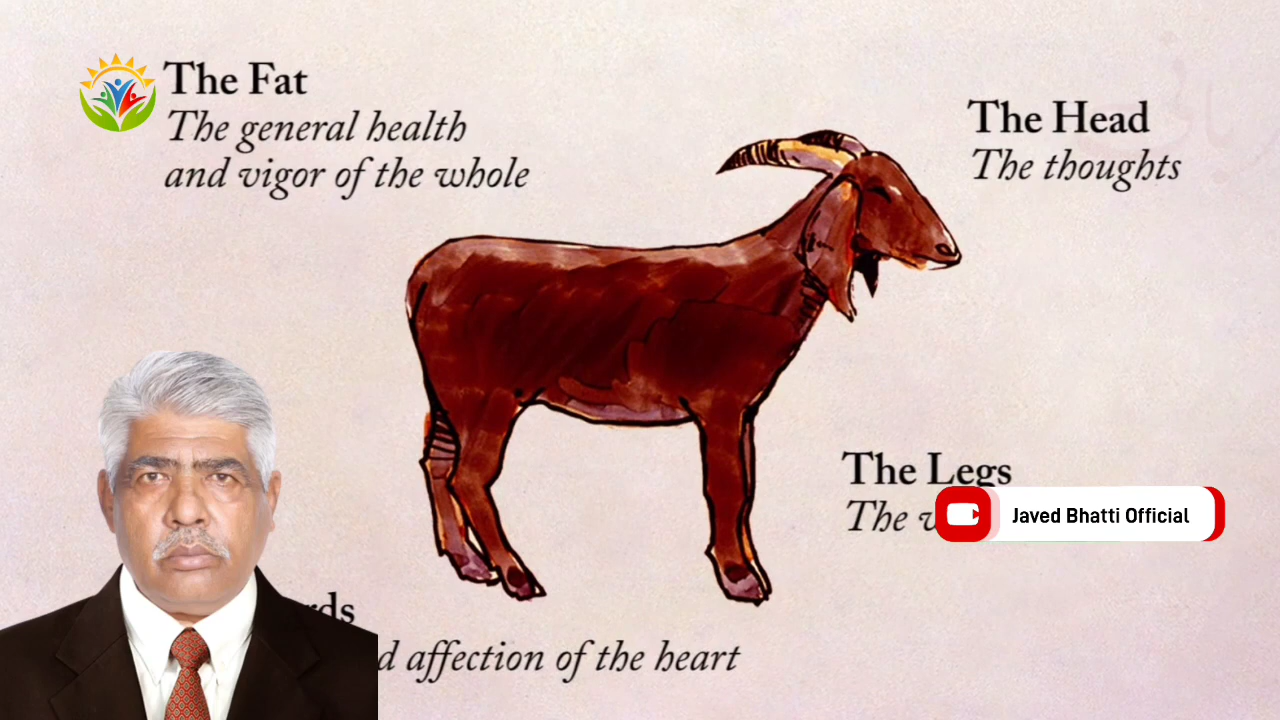 The Fat
The general health
and vigor of the whole
The Head
The thoughts
The Legs
The
Javed Bhatti Official
affection of the heart